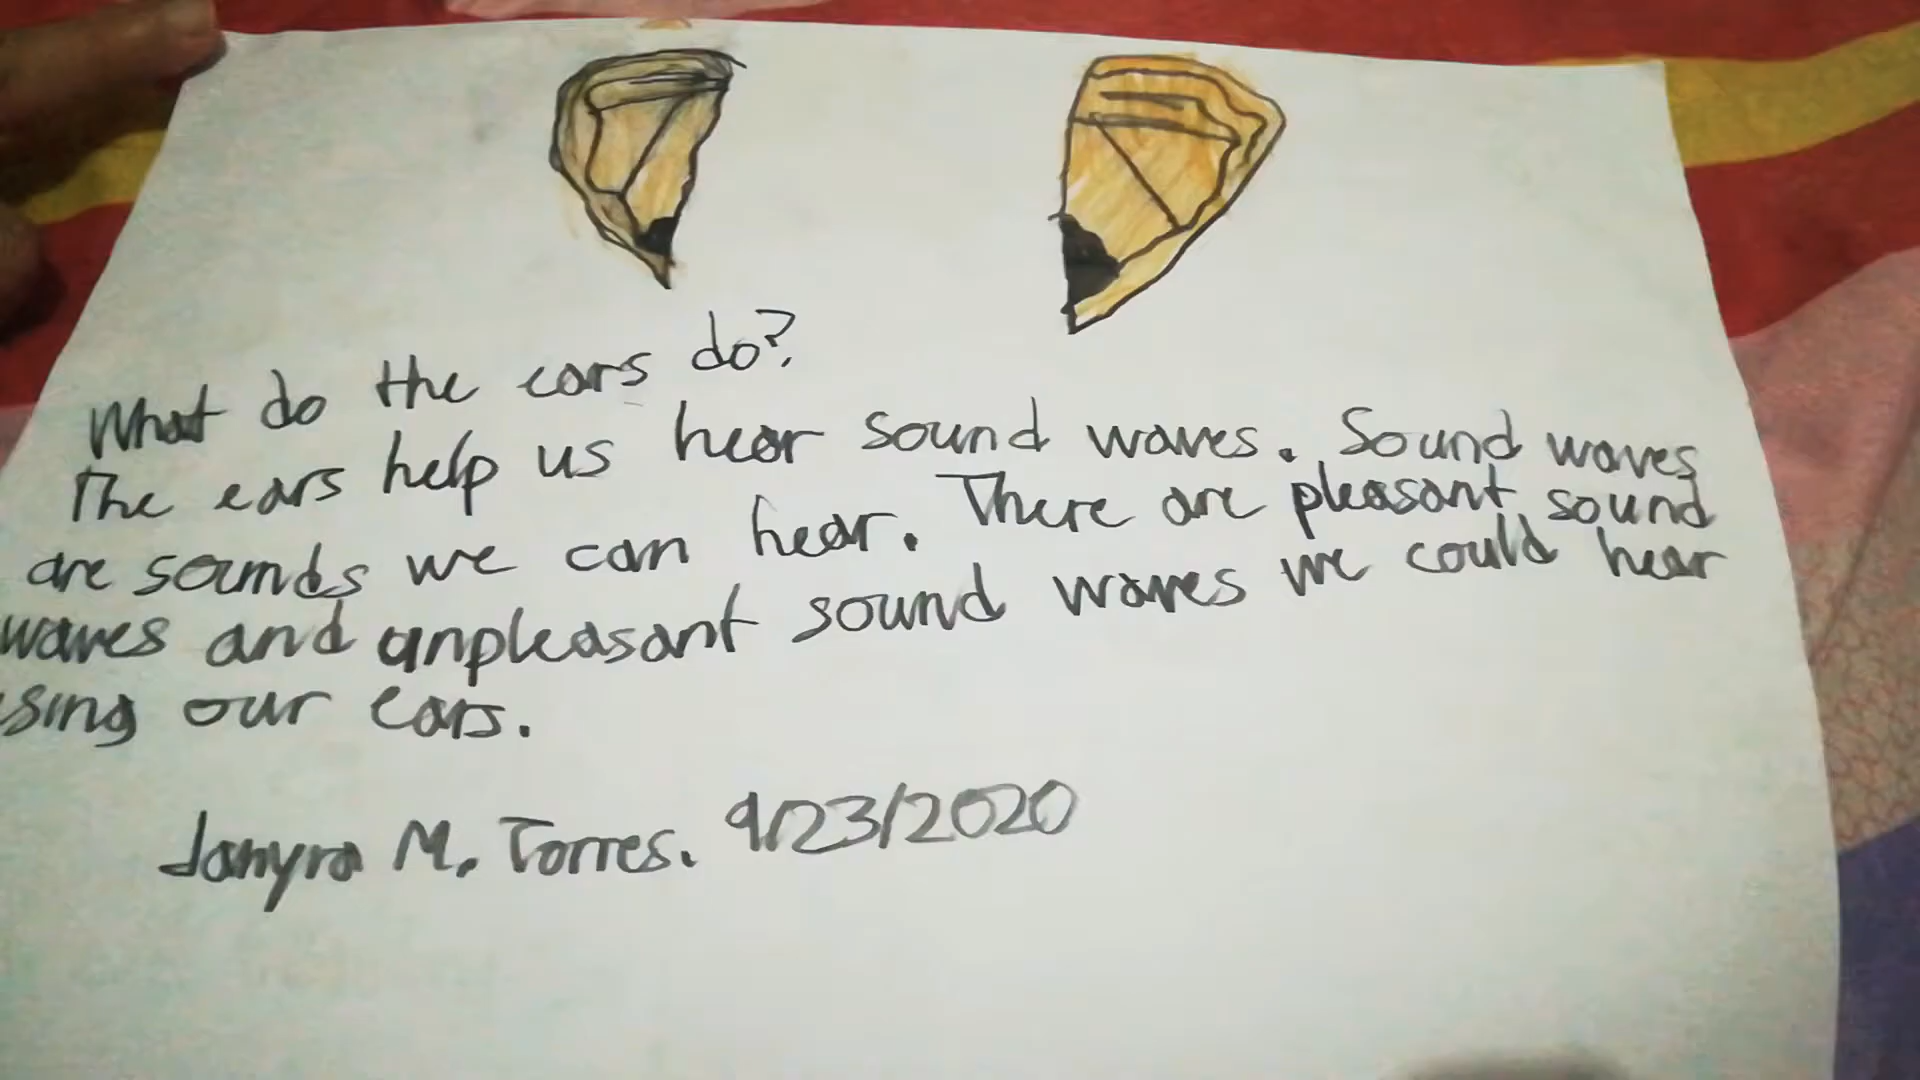 What do the ears do?
The ears help us hear sound waves. Sound waves
are sounds we can hear. There are pleasant sound
waves and unpleasant sound waves we could hear
sing our ears.
Janyra M. Torres. 9/23/2020